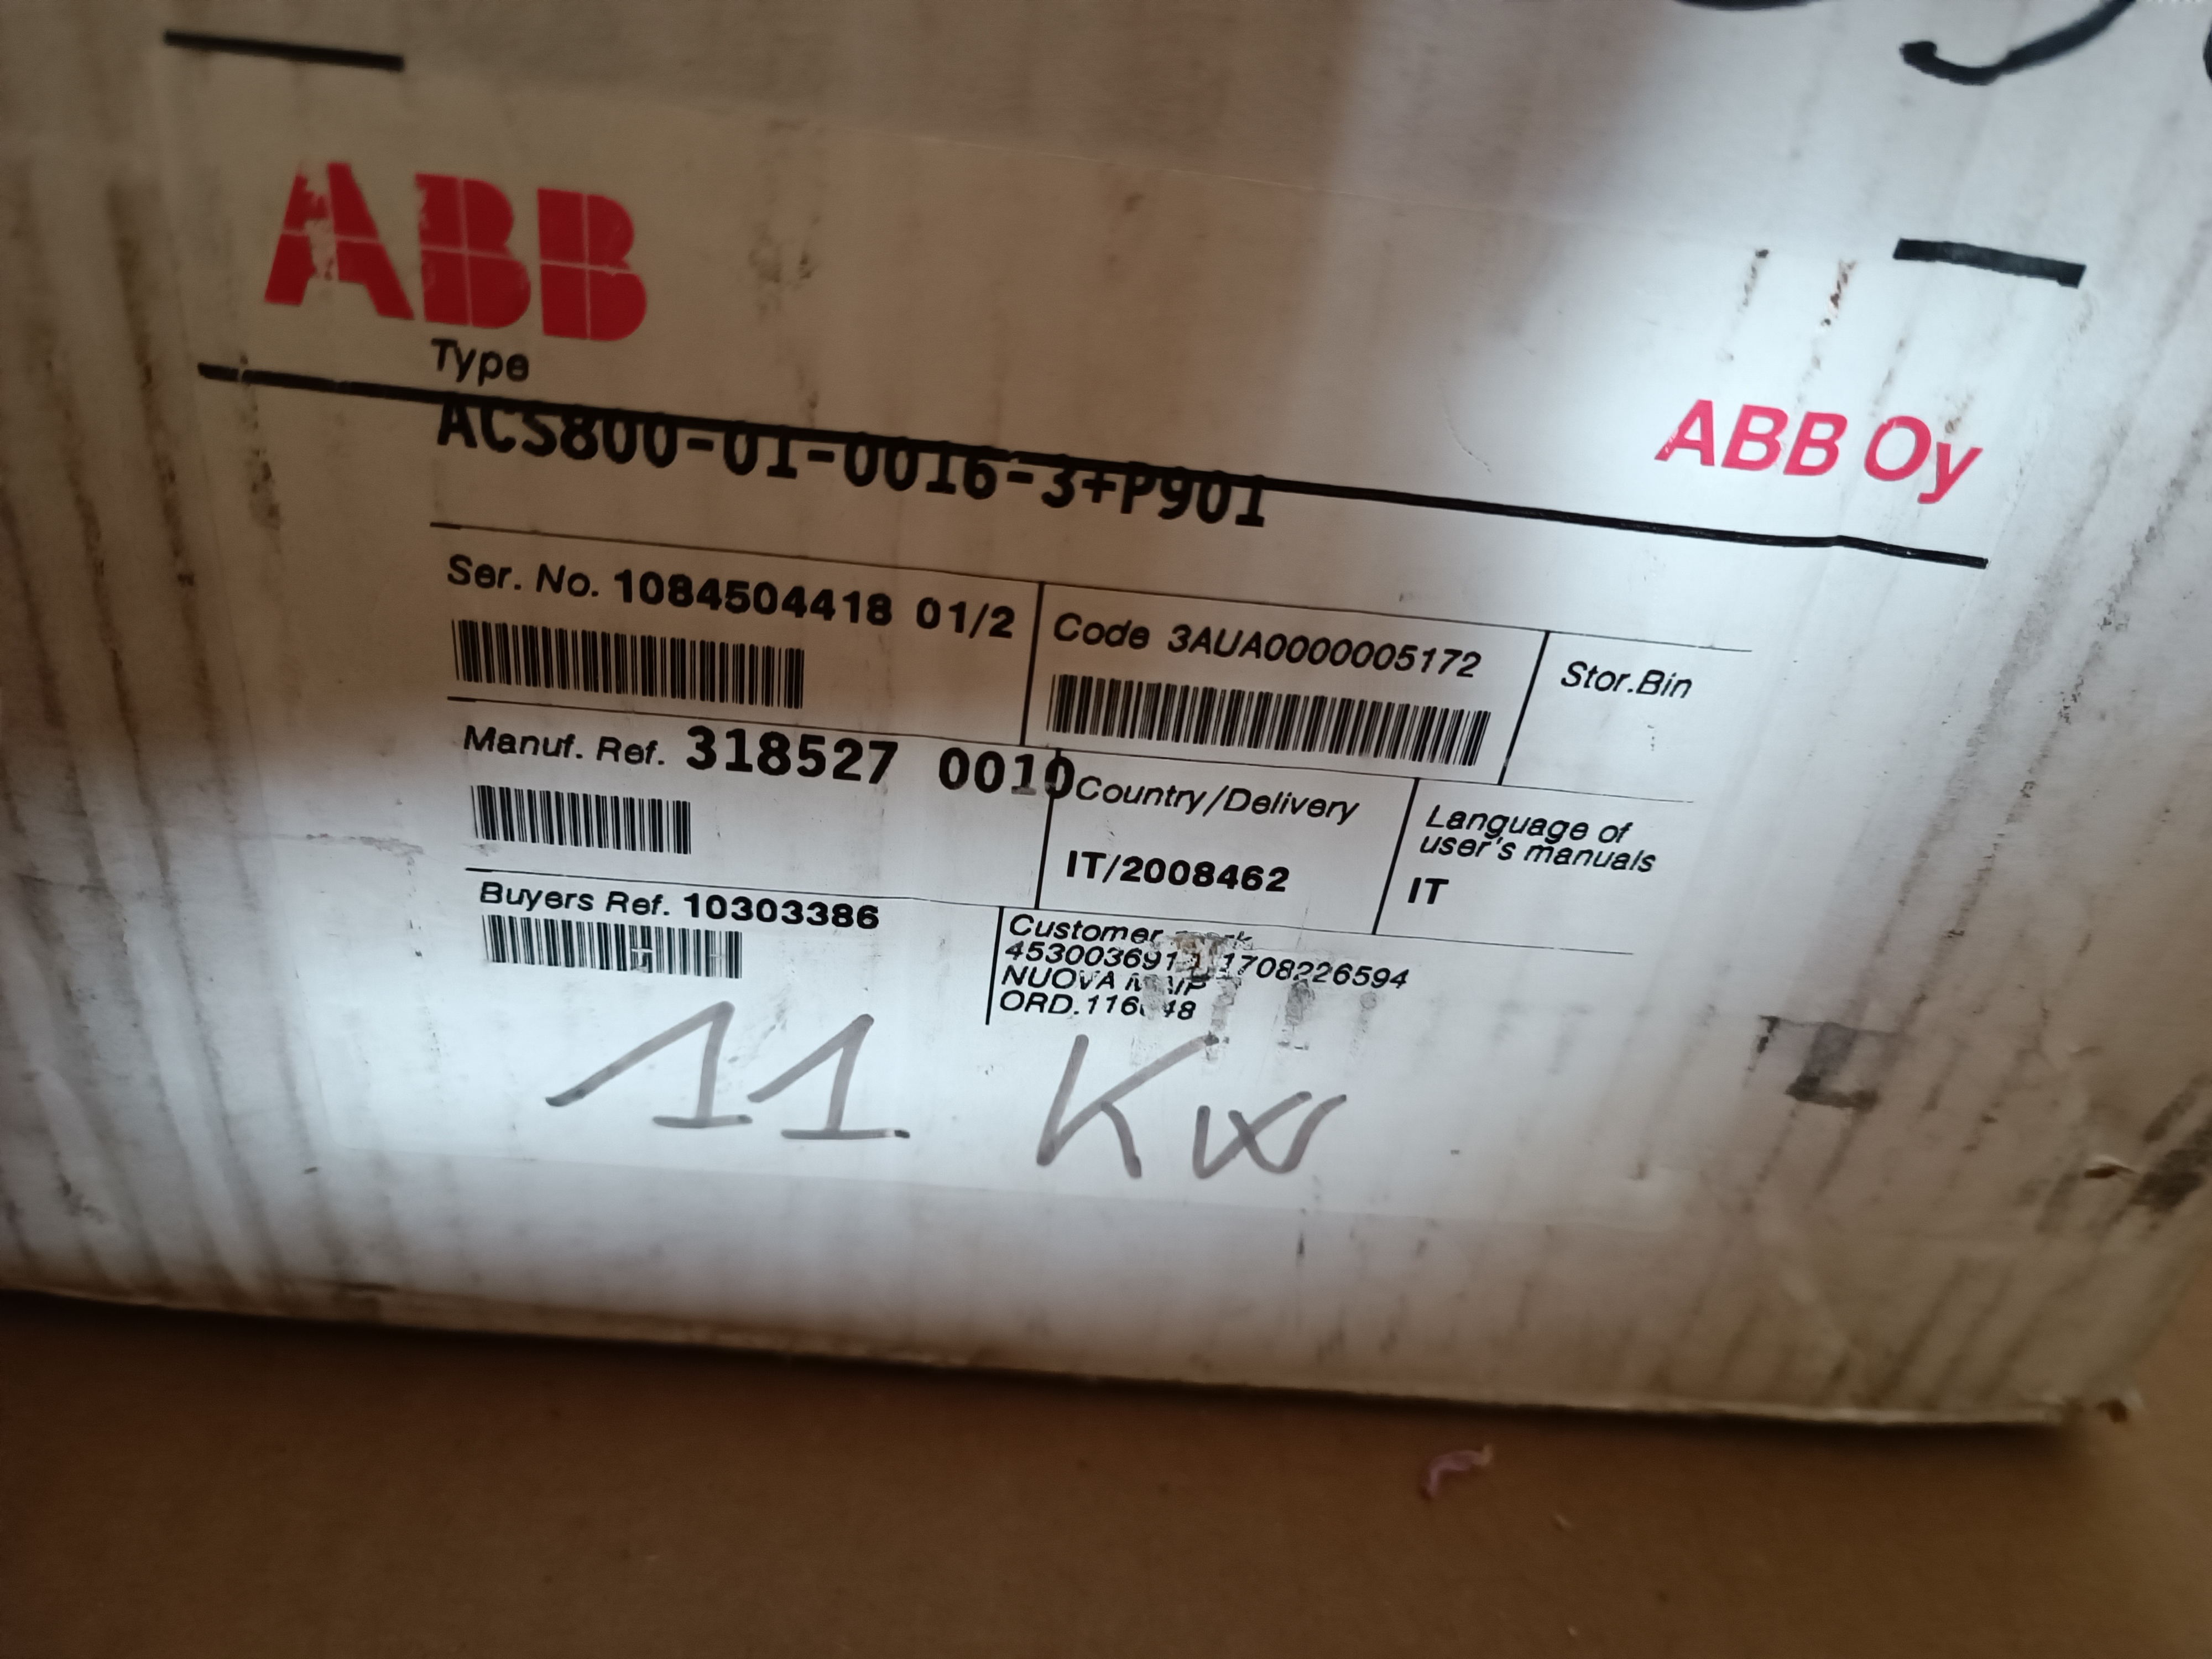 ABB
Type
ABB Oy
ACS800-01-0016-3+P901
Ser. No. 1084504418 01/2
Code 3AUA0000005172
Stor.Bin
Manuf. Ref. 318527 0010
Country/Delivery
IT/2008462
Language of
user's manuals
IT
Buyers Ref. 10303386
Customer
1708226594
NUOVA
11 Kw